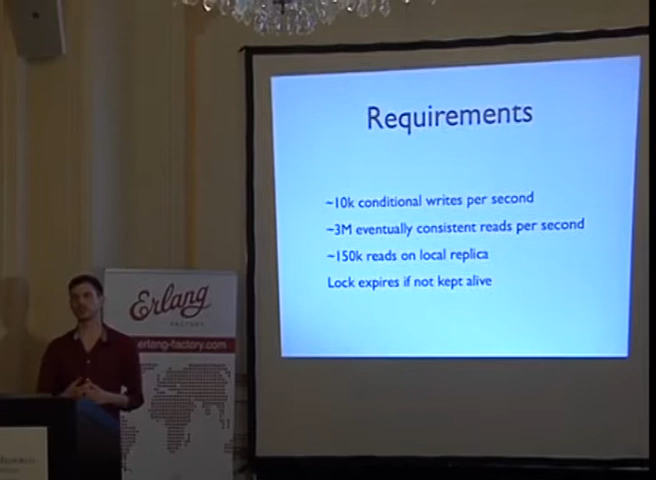 Requirements
~10k conditional writes per second
~3M eventually consistent reads per second
~150k reads on local replica
Lock expires if not kept alive
Erlang
FACTORY
erlang-factory.com